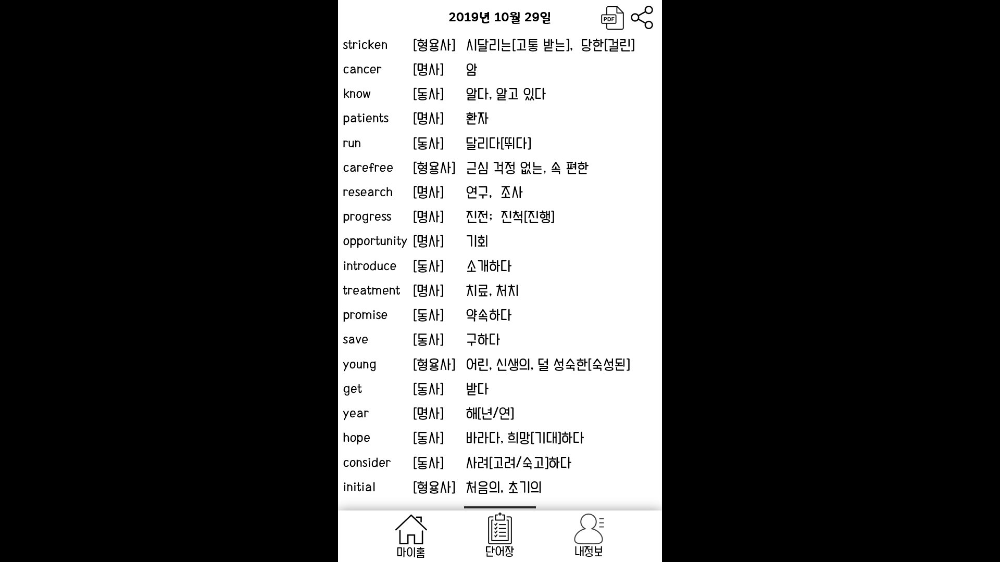 2019년 10월 29일
PDF
stricken [형용사] 시달리는[고통 받는], 당한[걸린]
cancer [명사] 암
know [동사] 알다, 알고 있다
patients [명사] 환자
run [동사] 달리다[뛰다]
carefree [형용사] 근심 걱정 없는, 속 편한
research [명사] 연구, 조사
progress [명사] 진전; 진척[진행]
opportunity [명사] 기회
introduce [동사] 소개하다
treatment [명사] 치료, 처치
promise [동사] 약속하다
save [동사] 구하다
young [형용사] 어린, 신생의, 덜 성숙한[숙성된]
get [동사] 받다
year [명사] 해[년/연]
hope [동사] 바라다, 희망[기대]하다
consider [동사] 사려[고려/숙고]하다
initial [형용사] 처음의, 초기의
마이홈 단어장 내정보